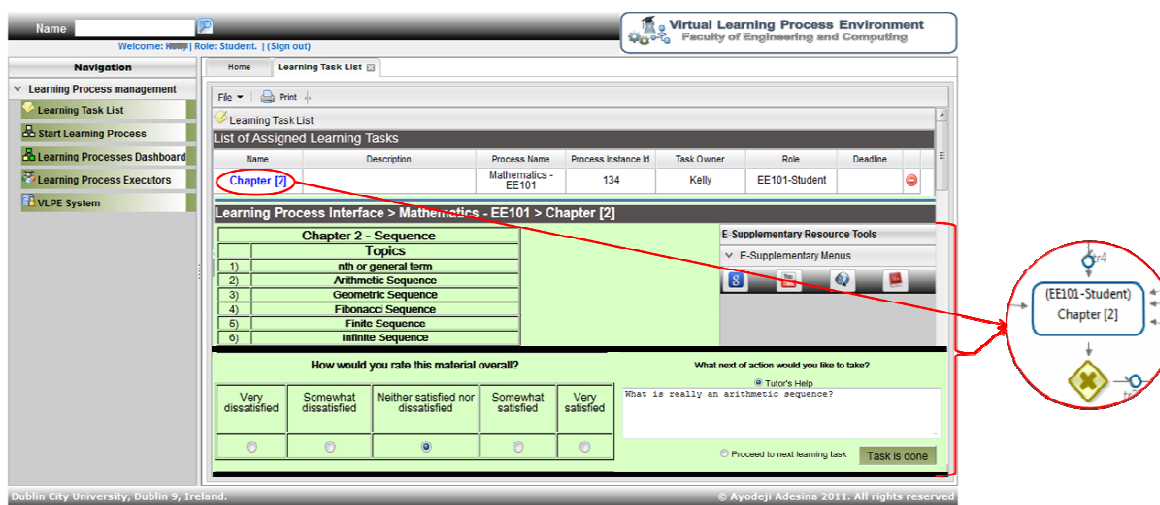 Name
Virtual Learning Process Environment
Faculty of Engineering and Computing
Welcome: | Role: Student. | (Sign out)
Navigation
Learning Process management
Learning Task List
Start Learning Process
Learning Processes Dashboard
Learning Process Executors
VLPE System
Home
Learning Task List
File
Print
Learning Task List
List of Assigned Learning Tasks
Name Description Process Name Process Instance Id Task Owner Role Deadline
Chapter [2] Mathematics - EE101 134 Kelly EE101-Student
Learning Process Interface > Mathematics - EE101 > Chapter [2]
Chapter 2 - Sequence
Topics
1) nth or general term
2) Arithmetic Sequence
3) Geometric Sequence
4) Fibonacci Sequence
5) Finite Sequence
6) Infinite Sequence
E-Supplementary Resource Tools
E-Supplementary Menus
How would you rate this material overall?
Very dissatisfied
Somewhat dissatisfied
Neither satisfied nor dissatisfied
Somewhat satisfied
Very satisfied
What next of action would you like to take?
Tutor's Help
What is really an arithmetic sequence?
Proceed to next learning task
Task is done
Dublin City University, Dublin 9, Ireland.
© Ayodeji Adesina 2011. All rights reserved
tr4
(EE101-Student)
Chapter [2]